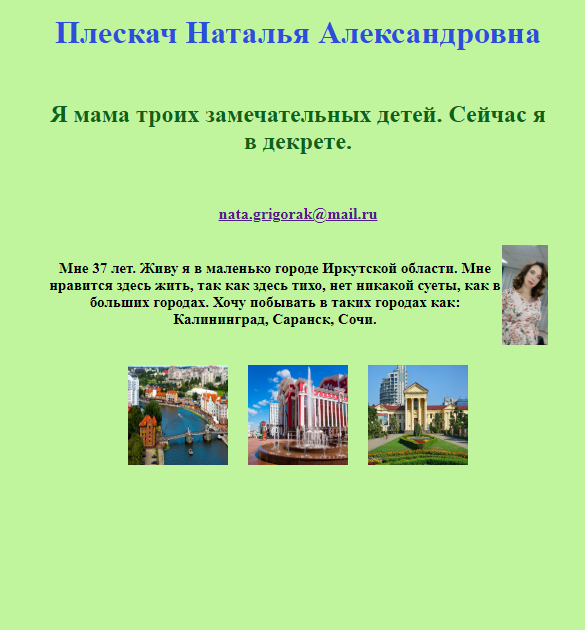 Плескач Наталья Александровна
Я мама троих замечательных детей. Сейчас я
в декрете.
nata.grigorak@mail.ru
Мне 37 лет. Живу я в маленько городе Иркутской области. Мне
нравится здесь жить, так как здесь тихо, нет никакой суеты, как в
больших городах. Хочу побывать в таких городах как:
Калининград, Саранск, Сочи.